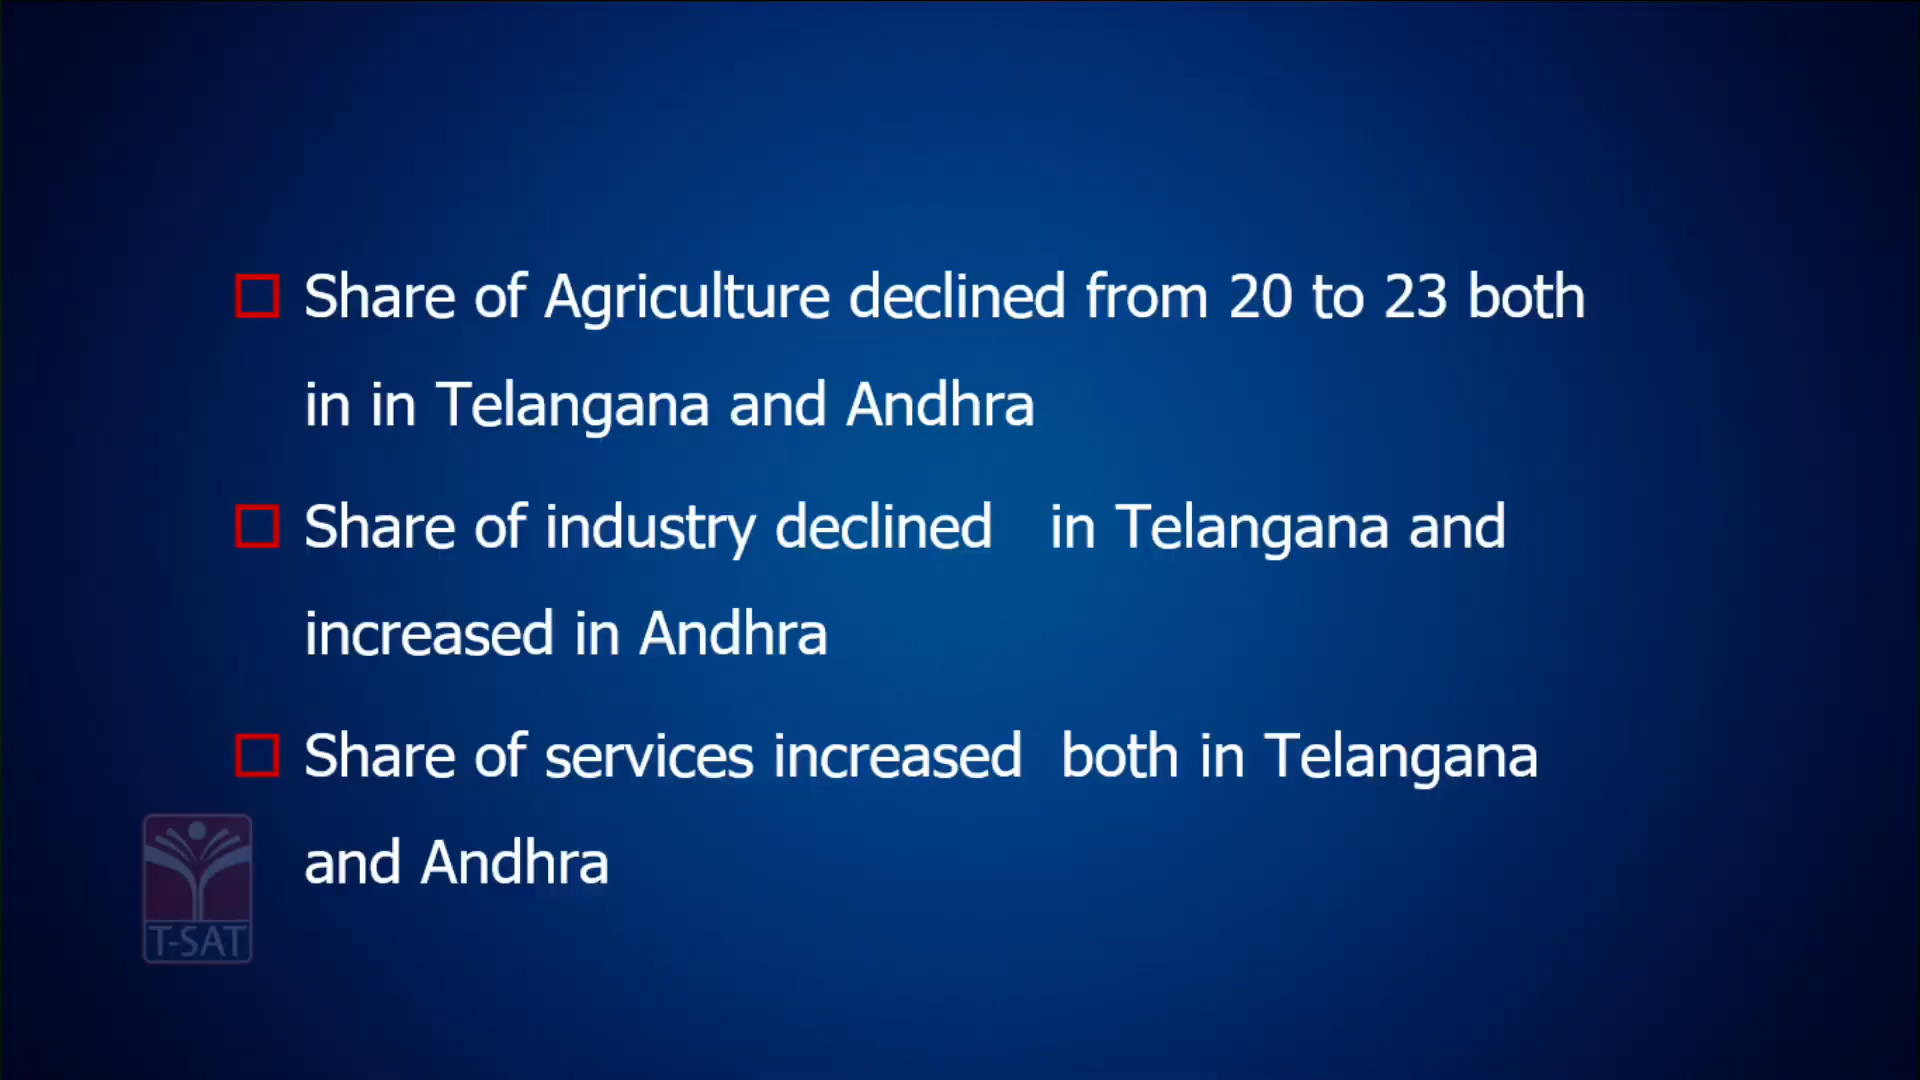 Share of Agriculture declined from 20 to 23 both
in in Telangana and Andhra
Share of industry declined in Telangana and
increased in Andhra
Share of services increased both in Telangana
and Andhra
T-SAT